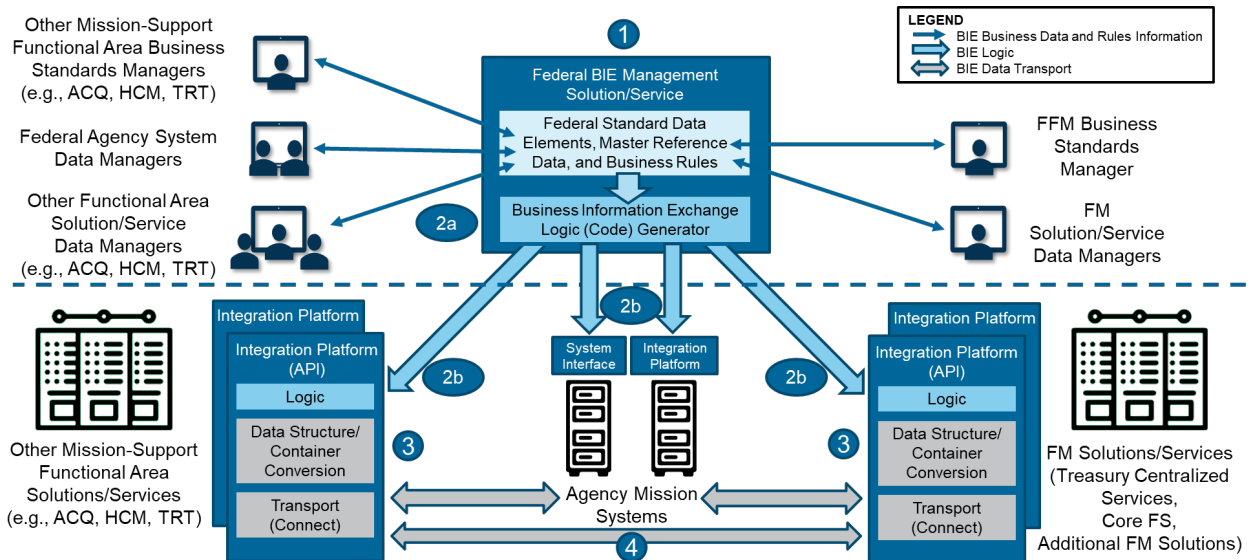 Other Mission-Support
Functional Area Business
Standards Managers
(e.g., ACQ, HCM, TRT)
Federal Agency System
Data Managers
Other Functional Area
Solution/Service
Data Managers
(e.g., ACQ, HCM, TRT)
1
Federal BIE Management
Solution/Service
Federal Standard Data
Elements, Master Reference
Data, and Business Rules
2a
Business Information Exchange
Logic (Code) Generator
LEGEND
BIE Business Data and Rules Information
BIE Logic
BIE Data Transport
FFM Business
Standards
Manager
FM
Solution/Service
Data Managers
Other Mission-Support
Functional Area
Solutions/Services
(e.g., ACQ, HCM, TRT)
Integration Platform
Integration Platform
(API)
Logic
Data Structure/
Container
Conversion
Transport
(Connect)
2b
3
2b
System
Interface
Integration
Platform
Agency Mission
Systems
4
2b
3
Integration Platform
Integration Platform
(API)
Logic
Data Structure/
Container
Conversion
Transport
(Connect)
FM Solutions/Services
(Treasury Centralized
Services,
Core FS,
Additional FM Solutions)